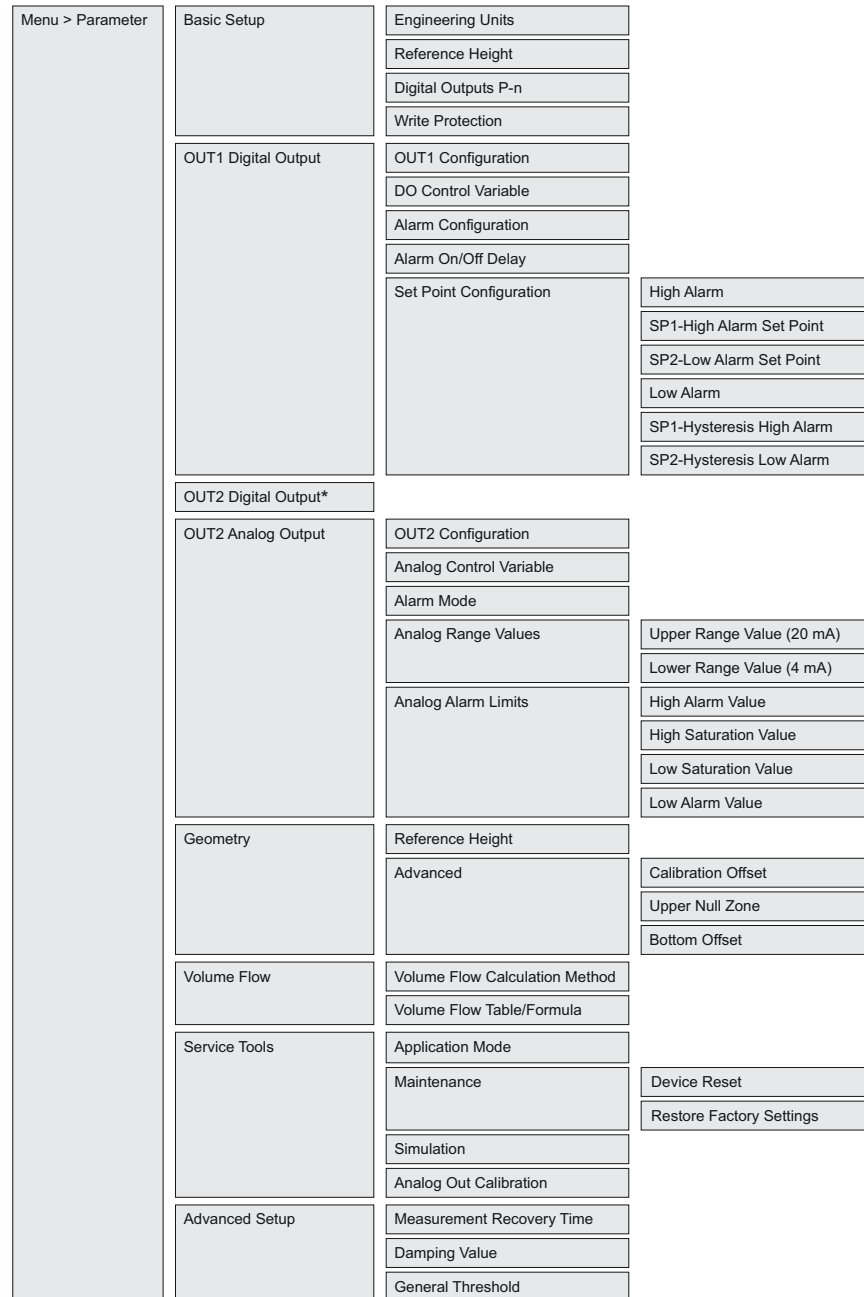 Menu > Parameter
Basic Setup
Engineering Units
Reference Height
Digital Outputs P-n
Write Protection
OUT1 Digital Output
OUT1 Configuration
DO Control Variable
Alarm Configuration
Alarm On/Off Delay
Set Point Configuration
High Alarm
SP1-High Alarm Set Point
SP2-Low Alarm Set Point
Low Alarm
SP1-Hysteresis High Alarm
SP2-Hysteresis Low Alarm
OUT2 Digital Output*
OUT2 Analog Output
OUT2 Configuration
Analog Control Variable
Alarm Mode
Analog Range Values
Upper Range Value (20 mA)
Lower Range Value (4 mA)
Analog Alarm Limits
High Alarm Value
High Saturation Value
Low Saturation Value
Low Alarm Value
Geometry
Reference Height
Advanced
Calibration Offset
Upper Null Zone
Bottom Offset
Volume Flow
Volume Flow Calculation Method
Volume Flow Table/Formula
Service Tools
Application Mode
Maintenance
Device Reset
Restore Factory Settings
Simulation
Analog Out Calibration
Advanced Setup
Measurement Recovery Time
Damping Value
General Threshold